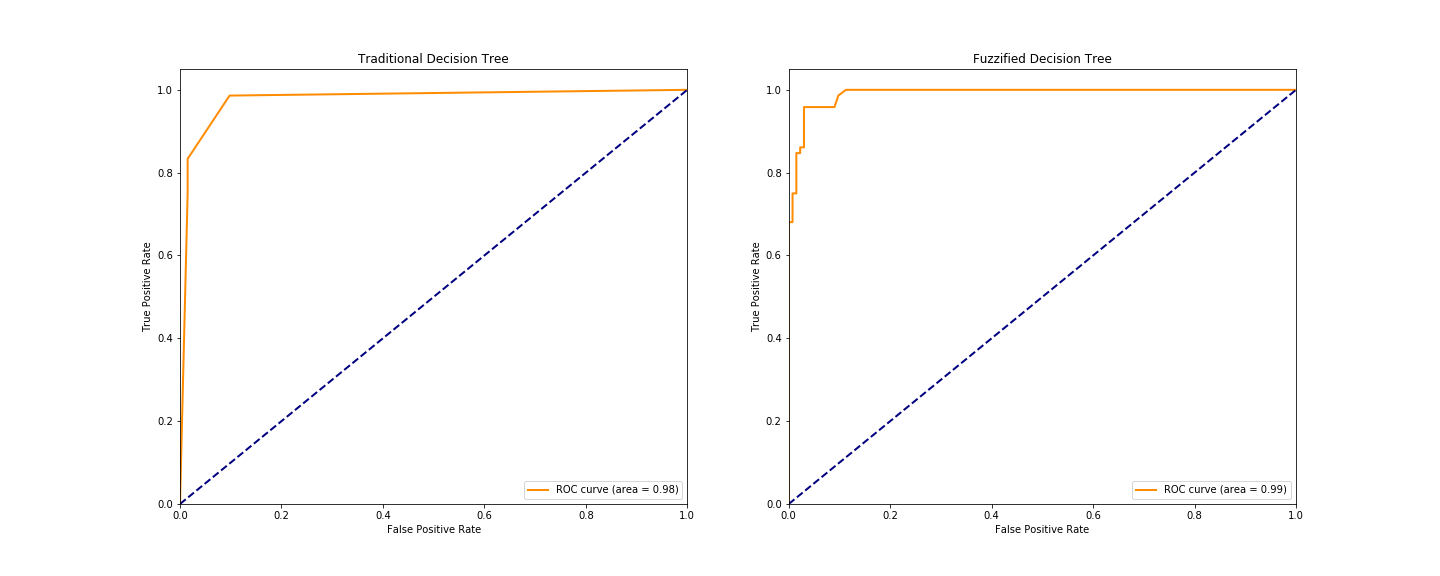 Traditional Decision Tree
1.0
0.8
0.6
0.4
0.2
0.0
True Positive Rate
0.0 0.2 0.4 0.6 0.8 1.0
False Positive Rate
ROC curve (area = 0.98)
Fuzzified Decision Tree
1.0
0.8
0.6
0.4
0.2
0.0
True Positive Rate
0.0 0.2 0.4 0.6 0.8 1.0
False Positive Rate
ROC curve (area = 0.99)